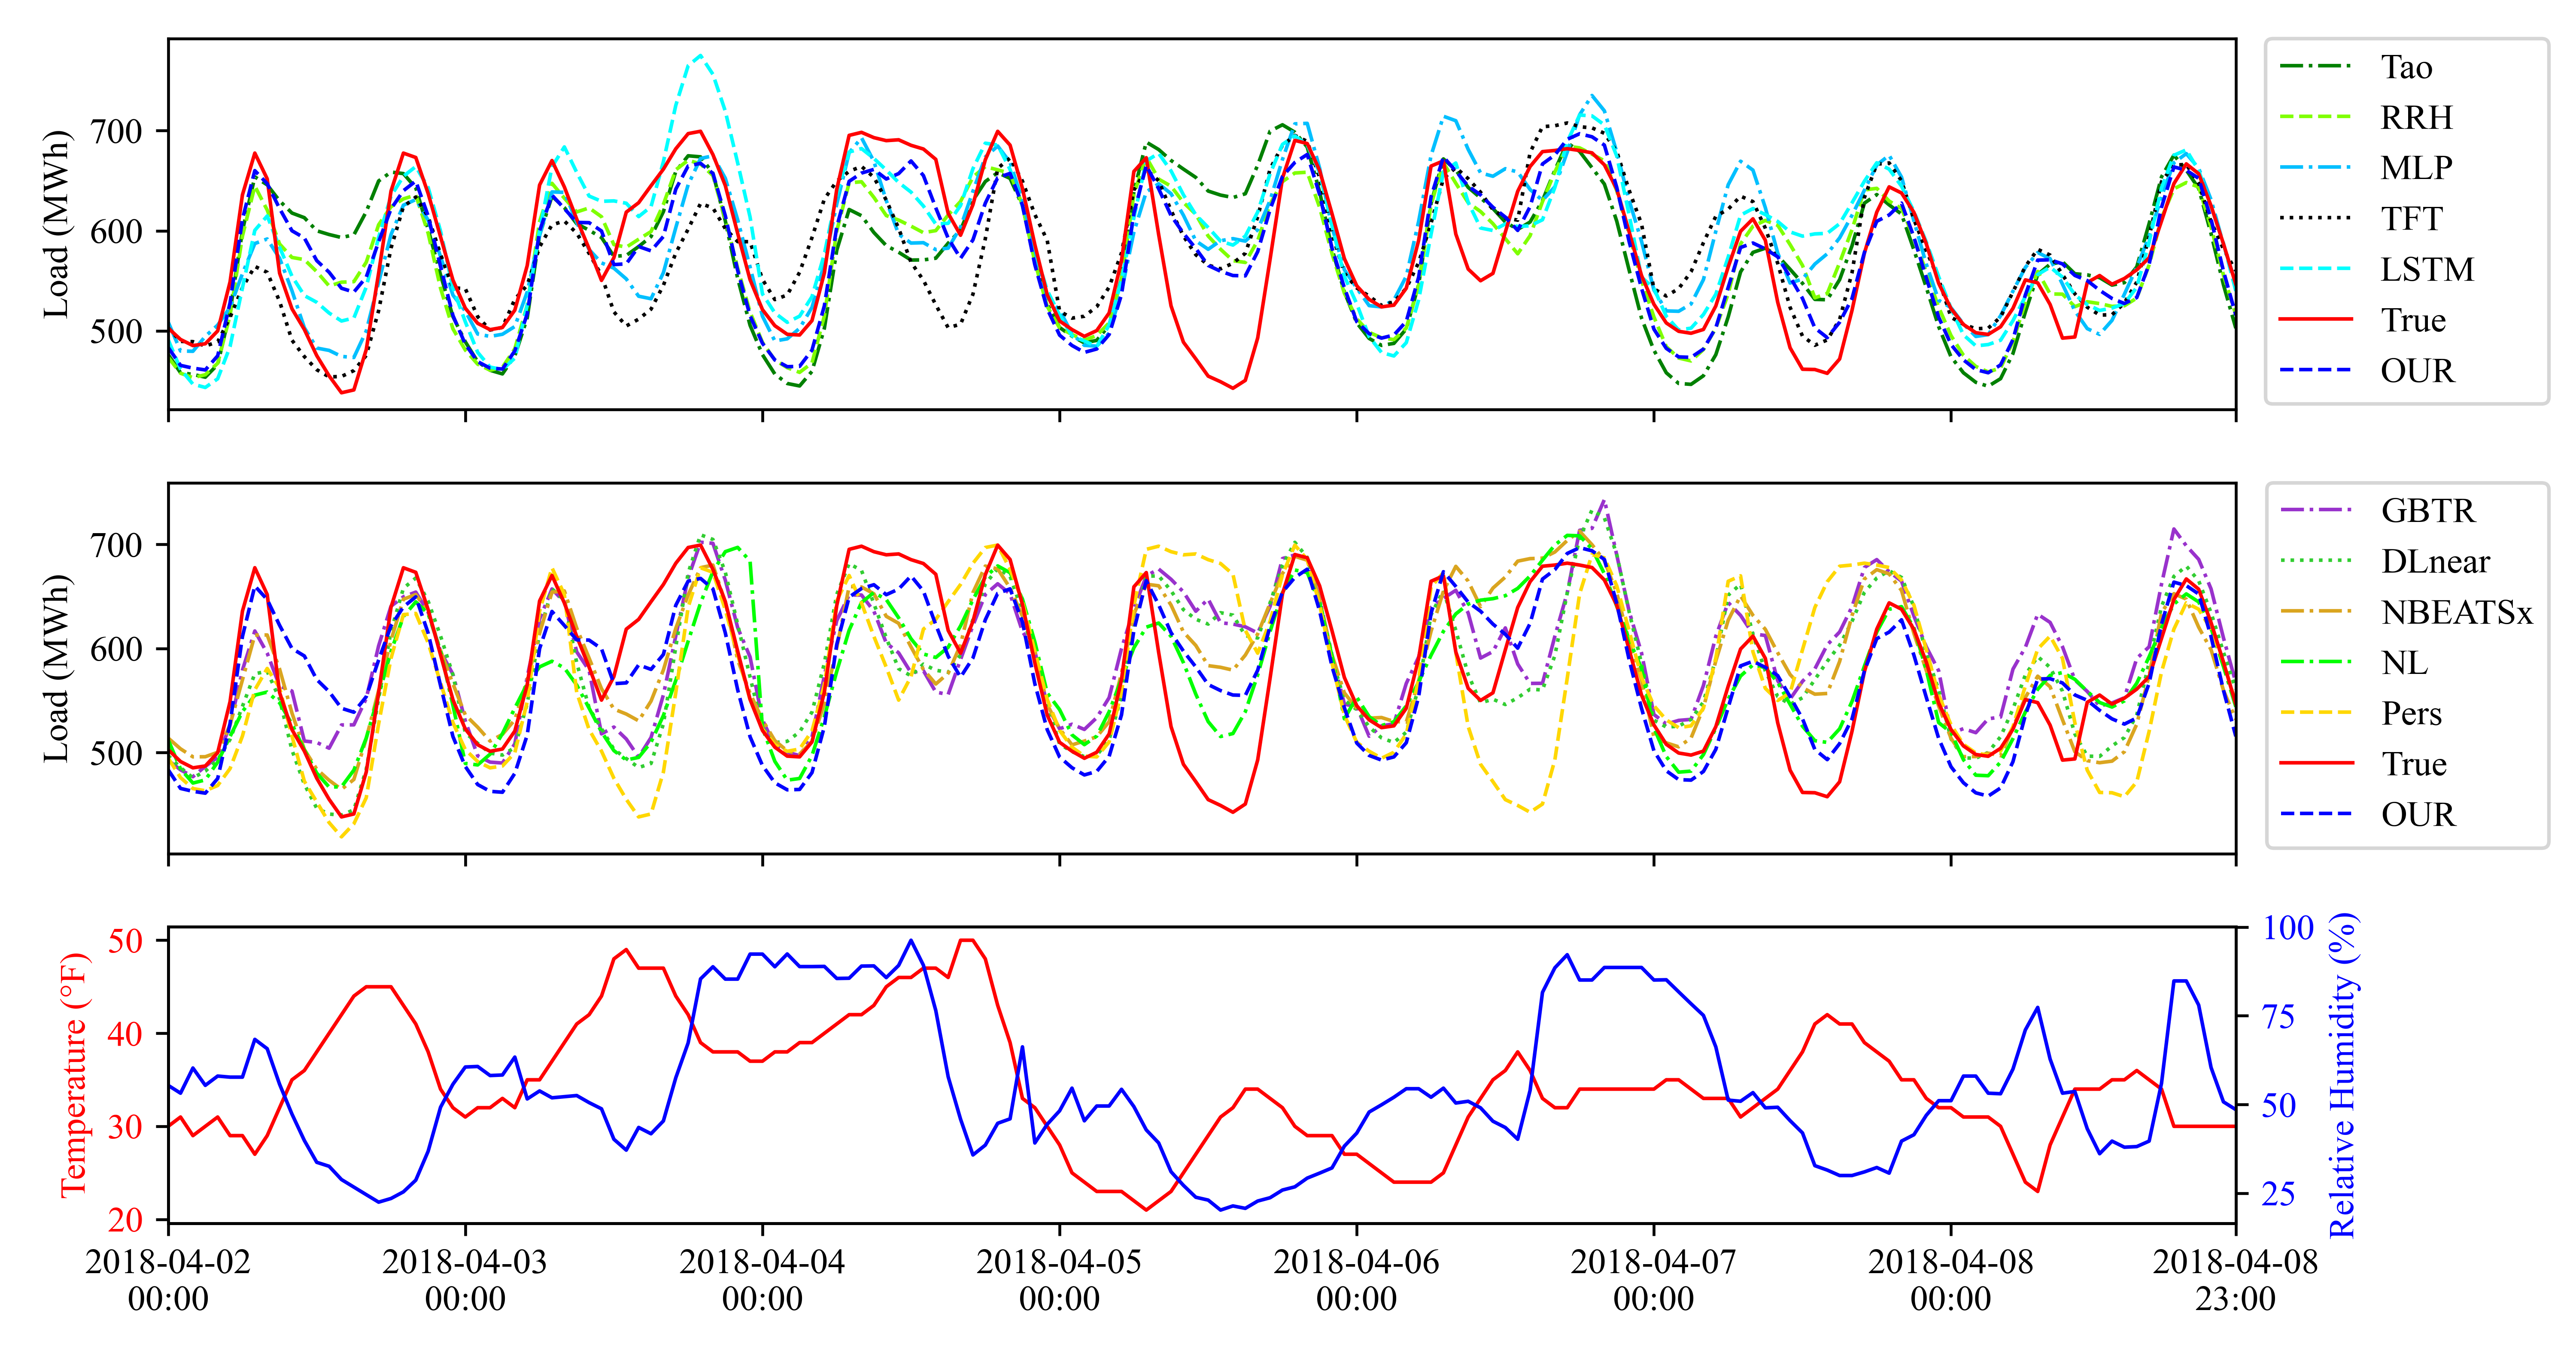 Load (MWh)
700
600
500
Tao
RRH
MLP
TFT
LSTM
True
OUR
Load (MWh)
700
600
500
GBTR
DLnear
NBEATSx
NL
Pers
True
OUR
Temperature (°F)
50
40
30
20
100
75
50
25
Relative Humidity (%)
2018-04-02 2018-04-03 2018-04-04 2018-04-05 2018-04-06 2018-04-07 2018-04-08 2018-04-08
00:00 00:00 00:00 00:00 00:00 00:00 00:00 23:00